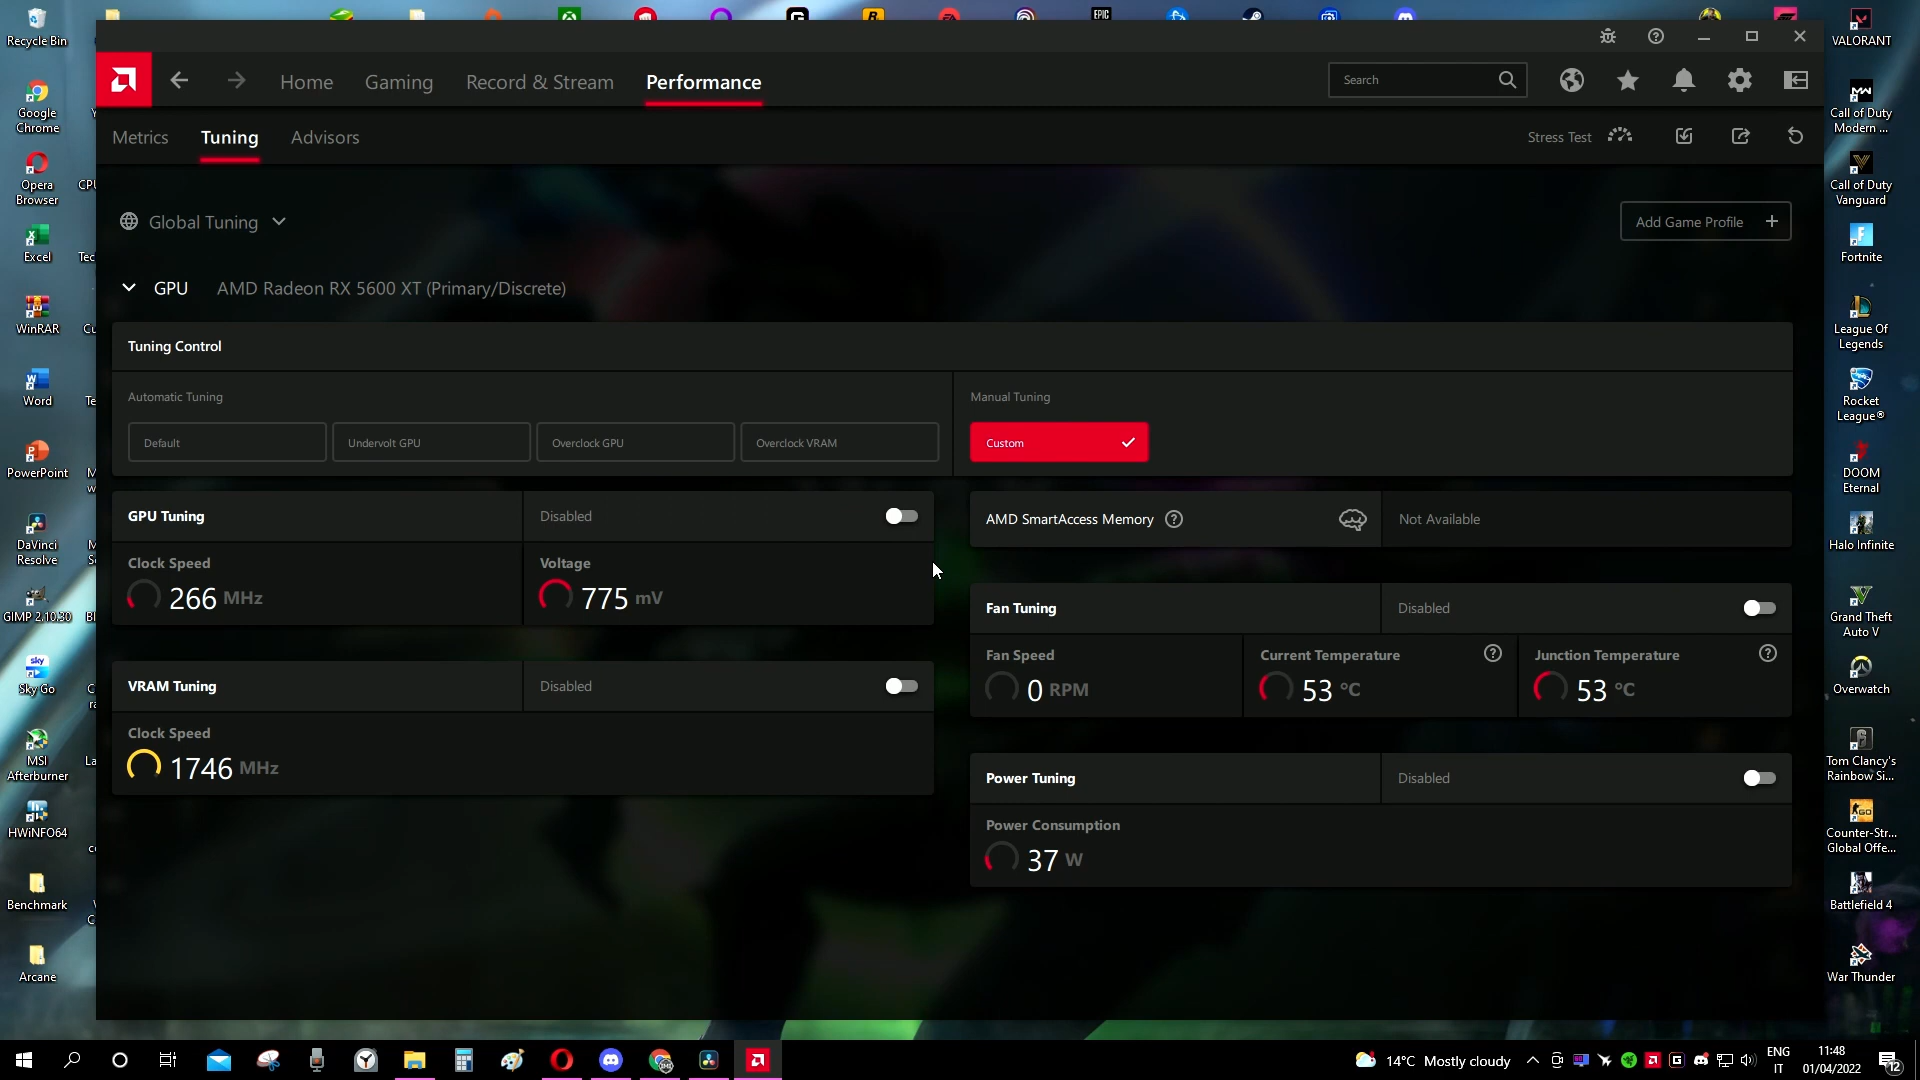 Recycle Bin
Google
Chrome
Opera
Browser
Excel
WinRAR
Word
PowerPoint
DaVinci
Resolve
GIMP 2.10.30
sky
Sky Go
MSI
Afterburner
HWiNFO64
Benchmark
Arcane
EPIC
Home
Gaming
Record & Stream
Performance
Search
Metrics
Tuning
Advisors
Stress Test
Global Tuning
Add Game Profile
GPU
AMD Radeon RX 5600 XT (Primary/Discrete)
Tuning Control
Automatic Tuning
Default
Undervolt GPU
Overclock GPU
Overclock VRAM
Manual Tuning
Custom
GPU Tuning
Disabled
Clock Speed
266 MHz
Voltage
775 mV
VRAM Tuning
Disabled
Clock Speed
1746 MHz
AMD SmartAccess Memory
Not Available
Fan Tuning
Disabled
Fan Speed
0 RPM
Current Temperature
53 °C
Junction Temperature
53 °C
Power Tuning
Disabled
Power Consumption
37 W
VALORANT
Call of Duty
Modern ...
Call of Duty
Vanguard
Fortnite
League Of
Legends
Rocket
League®
DOOM
Eternal
Halo Infinite
Grand Theft
Auto V
Overwatch
Tom Clancy's
Rainbow Si...
Counter-Str...
Global Offe...
Battlefield 4
War Thunder
14°C Mostly cloudy
ENG
IT
11:48
01/04/2022
12